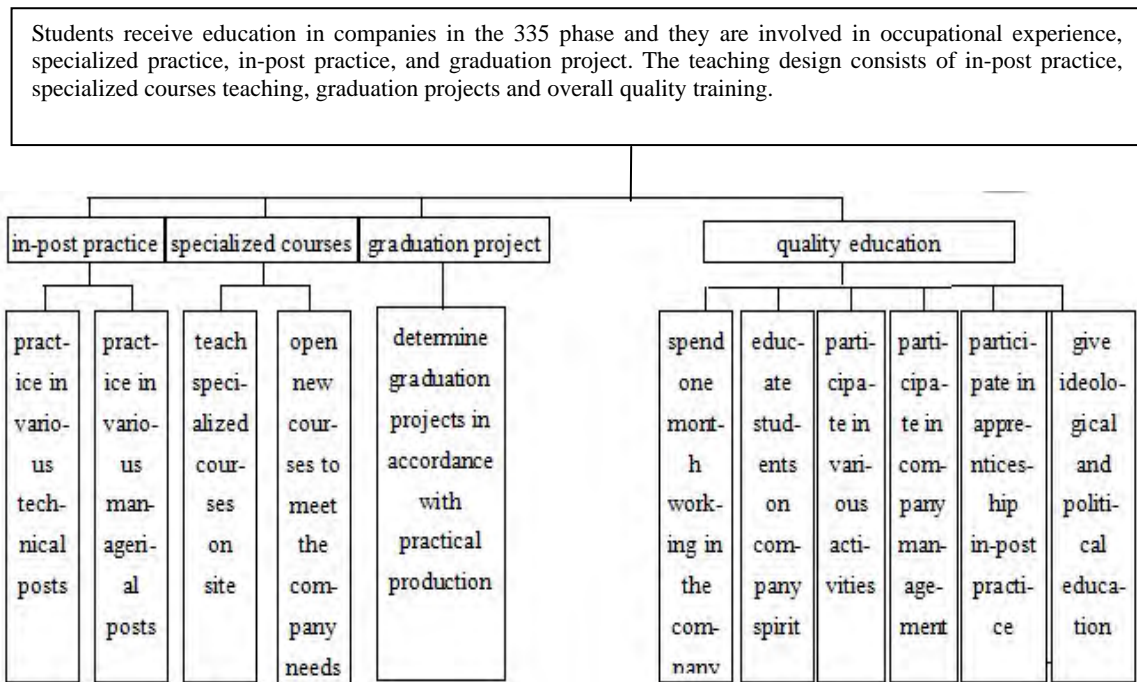 Students receive education in companies in the 335 phase and they are involved in occupational experience,
specialized practice, in-post practice, and graduation project. The teaching design consists of in-post practice,
specialized courses teaching, graduation projects and overall quality training.
in-post practice
specialized courses
graduation project
quality education
pract-
ice in
vario-
us
tech-
nical
posts
pract-
ice in
vario-
us
man-
ageri-
al
posts
teach
speci-
alized
cour-
ses
on
site
open
new
cour-
ses to
meet
the
com-
pany
needs
determine
graduation
projects in
accordance
with
practical
production
spend
one
mont-
h
work-
ing in
the
com-
pany
educ-
ate
stud-
ents
on
com-
pany
spirit
parti-
cipa-
te in
vari-
ous
acti-
vities
parti-
cipa-
te in
com-
pany
man-
age-
ment
partici-
pate in
appre-
ntices-
hip
in-post
practi-
ce
give
ideolo-
gical
and
politi-
cal
educa-
tion